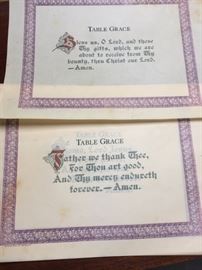 TABLE GRACE
Bless us, O Lord, and these
Thy gifts, which we are
about to receive from Thy
bounty, thru Christ our Lord.
—Amen.
TABLE GRACE
TABLE GRACE
Father we thank Thee,
For Thou art good,
And Thy mercy endureth
forever. —Amen.